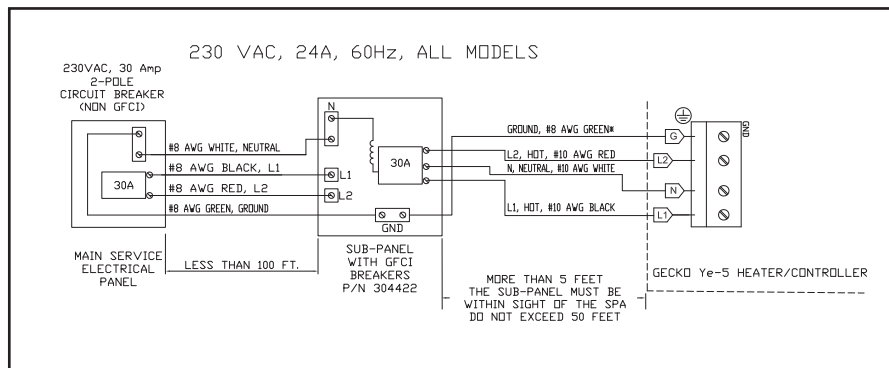 230 VAC, 24A, 60Hz, ALL MODELS
230VAC, 30 Amp
2-POLE
CIRCUIT BREAKER
(NON GFCI)
30A
MAIN SERVICE
ELECTRICAL
PANEL
#8 AWG WHITE, NEUTRAL
#8 AWG BLACK, L1
#8 AWG RED, L2
#8 AWG GREEN, GROUND
LESS THAN 100 FT.
N
L1
L2
30A
GND
SUB-PANEL
WITH GFCI
BREAKERS
P/N 304422
GROUND, #8 AWG GREEN*
L2, HOT, #10 AWG RED
N, NEUTRAL, #10 AWG WHITE
L1, HOT, #10 AWG BLACK
MORE THAN 5 FEET
THE SUB-PANEL MUST BE
WITHIN SIGHT OF THE SPA
DO NOT EXCEED 50 FEET
G
L2
N
L1
GND
GECKO Ye-5 HEATER/CONTROLLER